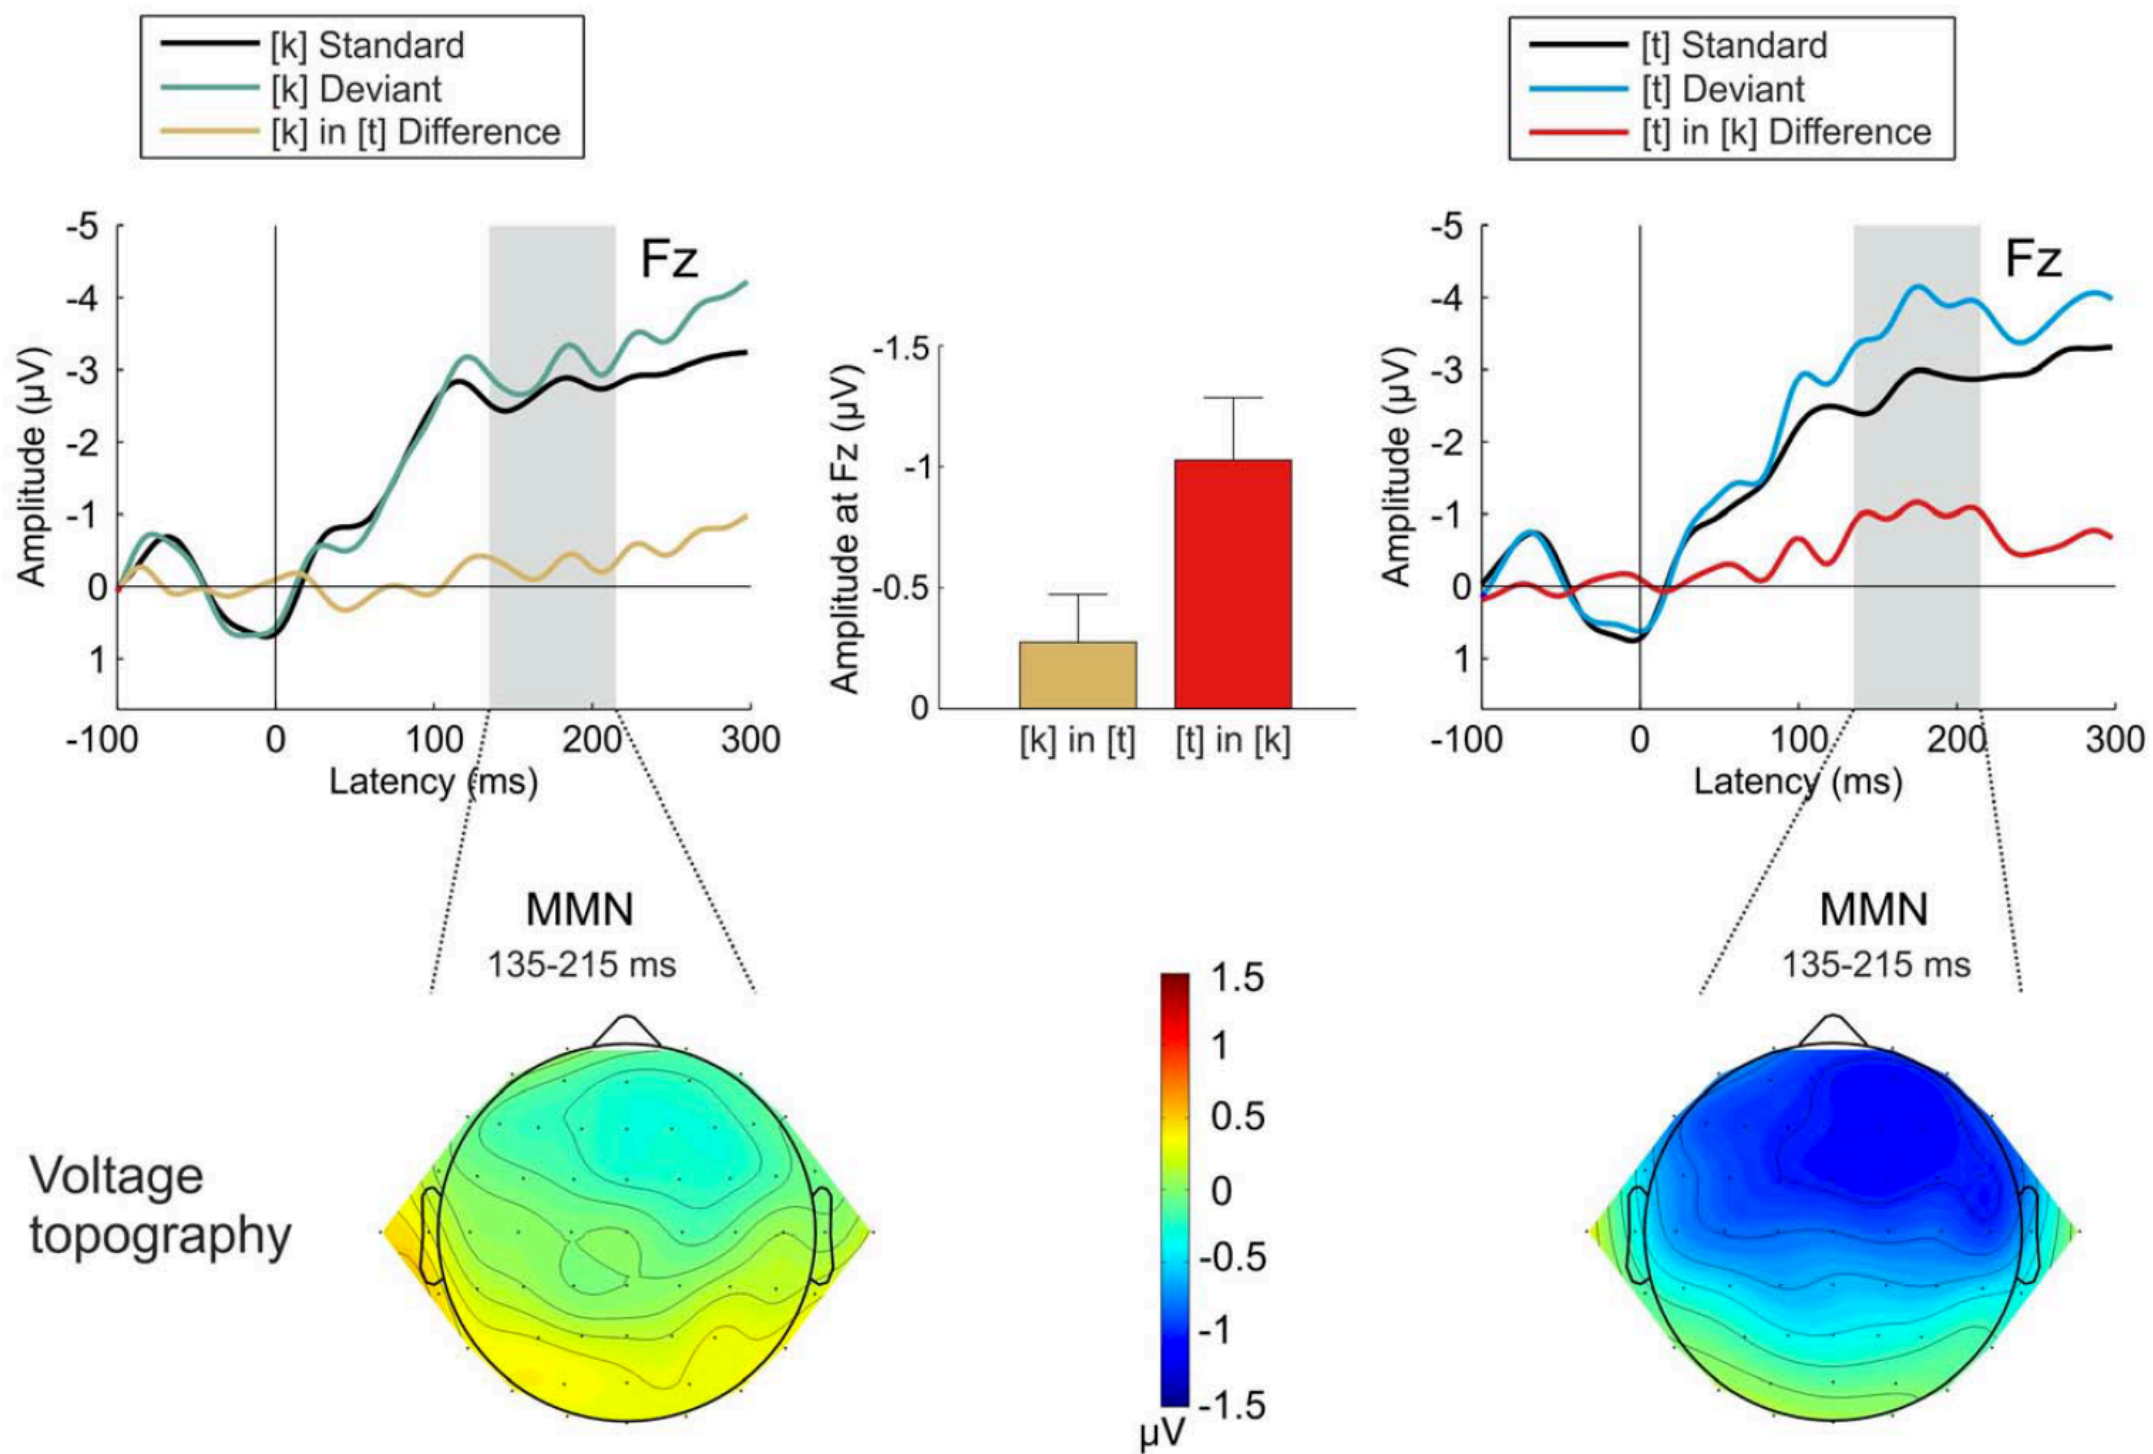 [k] Standard
[k] Deviant
[k] in [t] Difference
[t] Standard
[t] Deviant
[t] in [k] Difference
Amplitude (µV)
-5
-4
-3
-2
-1
0
1
Fz
-100
0
100
200
300
Latency (ms)
Amplitude at Fz (µV)
-1.5
-1
-0.5
0
[k] in [t]
[t] in [k]
Amplitude (µV)
-5
-4
-3
-2
-1
0
1
Fz
-100
0
100
200
300
Latency (ms)
MMN
135-215 ms
MMN
135-215 ms
Voltage
topography
1.5
1
0.5
0
-0.5
-1
-1.5
µV